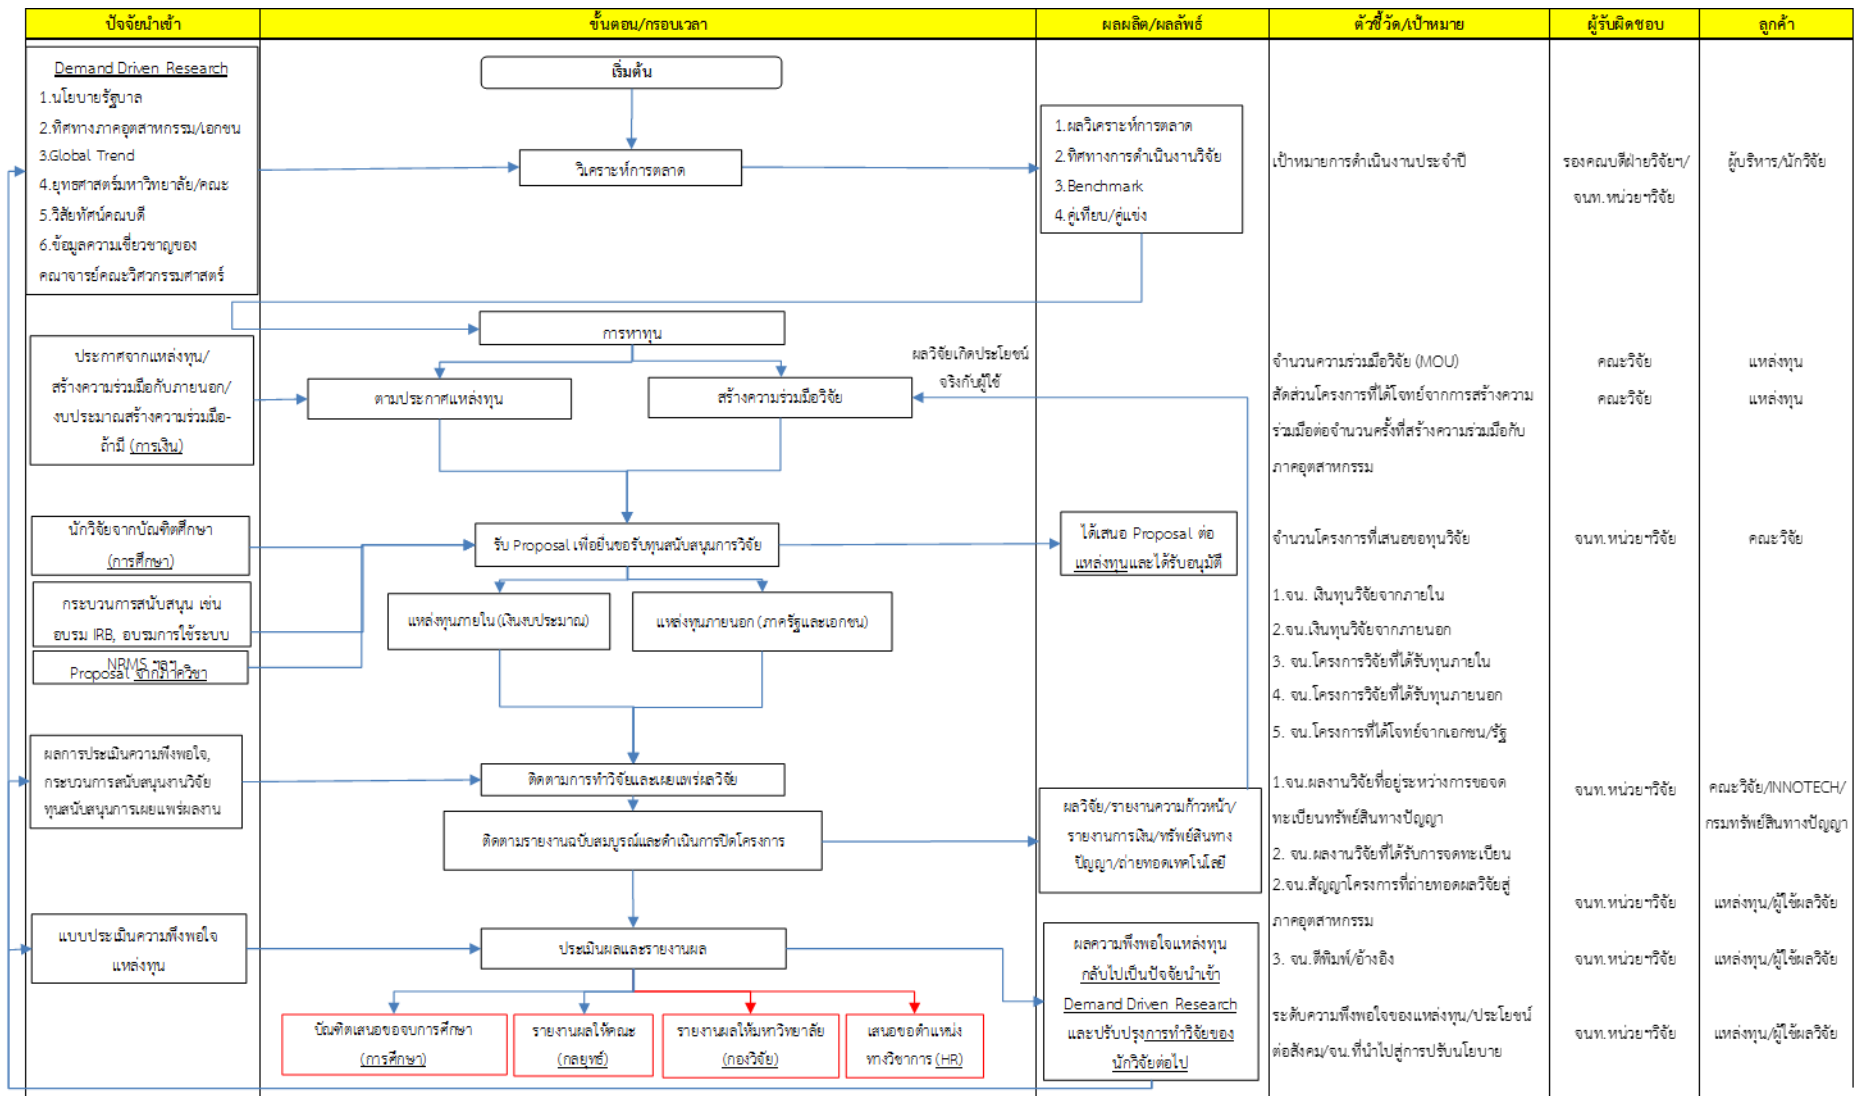 ปัจจัยนำเข้า
ขั้นตอน/กรอบเวลา
ผลผลิต/ผลลัพธ์
ตัวชี้วัด/เป้าหมาย
ผู้รับผิดชอบ
ลูกค้า
Demand Driven Research
1.นโยบายรัฐบาล
2.ทิศทางภาคอุตสาหกรรม/เอกชน
3.Global Trend
4.ยุทธศาสตร์มหาวิทยาลัย/คณะ
5.วิสัยทัศน์คณบดี
6.ข้อมูลความเชี่ยวชาญของ
คณาจารย์คณะวิศวกรรมศาสตร์
เริ่มต้น
วิเคราะห์การตลาด
1.ผลวิเคราะห์การตลาด
2.ทิศทางการดำเนินงานวิจัย
3.Benchmark
4.คู่เทียบ/คู่แข่ง
เป้าหมายการดำเนินงานประจำปี
รองคณบดีฝ่ายวิจัยฯ/
จนท.หน่วยฯวิจัย
ผู้บริหาร/นักวิจัย
ประกาศจากแหล่งทุน/
สร้างความร่วมมือกับภายนอก/
งบประมาณสร้างความร่วมมือ-
ถ้ามี (การเงิน)
การหาทุน
ตามประกาศแหล่งทุน
สร้างความร่วมมือวิจัย
ผลวิจัยเกิดประโยชน์
จริงกับผู้ใช้
จำนวนความร่วมมือวิจัย (MOU)
สัดส่วนโครงการที่ได้โจทย์จากการสร้างความ
ร่วมมือต่อจำนวนครั้งที่สร้างความร่วมมือกับ
ภาคอุตสาหกรรม
คณะวิจัย
คณะวิจัย
แหล่งทุน
แหล่งทุน
นักวิจัยจากบัณฑิตศึกษา
(การศึกษา)
กระบวนการสนับสนุน เช่น
อบรม IRB, อบรมการใช้ระบบ
NRMS ฯลฯ
Proposal จากภาควิชา
รับ Proposal เพื่อยื่นขอรับทุนสนับสนุนการวิจัย
แหล่งทุนภายใน (เงินงบประมาณ)
แหล่งทุนภายนอก (ภาครัฐและเอกชน)
ได้เสนอ Proposal ต่อ
แหล่งทุนและได้รับอนุมัติ
จำนวนโครงการที่เสนอขอทุนวิจัย
จนท.หน่วยฯวิจัย
คณะวิจัย
1.จน. เงินทุนวิจัยจากภายใน
2.จน.เงินทุนวิจัยจากภายนอก
3. จน.โครงการวิจัยที่ได้รับทุนภายใน
4. จน.โครงการวิจัยที่ได้รับทุนภายนอก
5. จน.โครงการที่ได้โจทย์จากเอกชน/รัฐ
ผลการประเมินความพึงพอใจ,
กระบวนการสนับสนุนงานวิจัย
ทุนสนับสนุนการเผยแพร่ผลงาน
ติดตามการทำวิจัยและเผยแพร่ผลวิจัย
ติดตามรายงานฉบับสมบูรณ์และดำเนินการปิดโครงการ
ผลวิจัย/รายงานความก้าวหน้า/
รายงานการเงิน/ทรัพย์สินทาง
ปัญญา/ถ่ายทอดเทคโนโลยี
1.จน.ผลงานวิจัยที่อยู่ระหว่างการขอจด
ทะเบียนทรัพย์สินทางปัญญา
2. จน.ผลงานวิจัยที่ได้รับการจดทะเบียน
2.จน.สัญญาโครงการที่ถ่ายทอดผลวิจัยสู่
ภาคอุตสาหกรรม
3. จน.ตีพิมพ์/อ้างอิง
จนท.หน่วยฯวิจัย
จนท.หน่วยฯวิจัย
จนท.หน่วยฯวิจัย
คณะวิจัย/INNOTECH/
กรมทรัพย์สินทางปัญญา
แหล่งทุน/ผู้ใช้ผลวิจัย
แหล่งทุน/ผู้ใช้ผลวิจัย
แบบประเมินความพึงพอใจ
แหล่งทุน
ประเมินผลและรายงานผล
บัณฑิตเสนอขอจบการศึกษา
(การศึกษา)
รายงานผลให้คณะ
(กลยุทธ์)
รายงานผลให้มหาวิทยาลัย
(กองวิจัย)
เสนอขอตำแหน่ง
ทางวิชาการ (HR)
ผลความพึงพอใจแหล่งทุน
กลับไปเป็นปัจจัยนำเข้า
Demand Driven Research
และปรับปรุงการทำวิจัยของ
นักวิจัยต่อไป
ระดับความพึงพอใจของแหล่งทุน/ประโยชน์
ต่อสังคม/จน.ที่นำไปสู่การปรับนโยบาย
จนท.หน่วยฯวิจัย
แหล่งทุน/ผู้ใช้ผลวิจัย